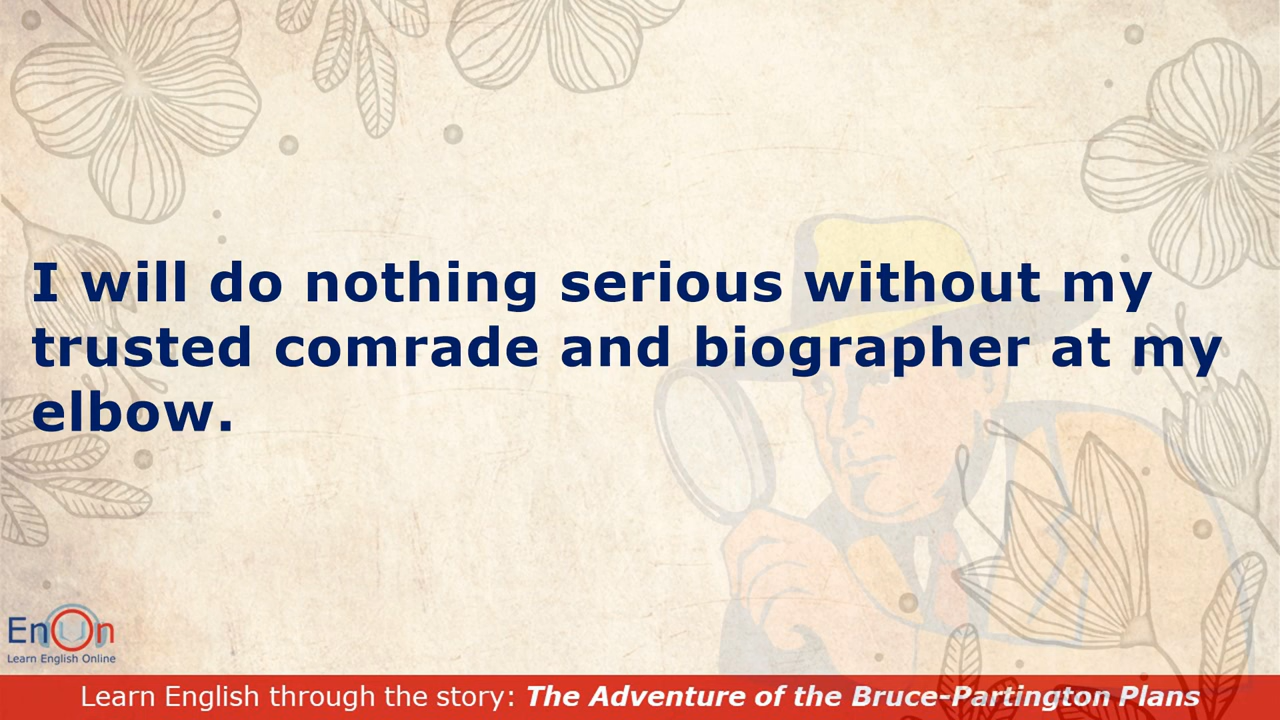 I will do nothing serious without my
trusted comrade and biographer at my
elbow.
EnOn
Learn English Online
Learn English through the story: The Adventure of the Bruce-Partington Plans